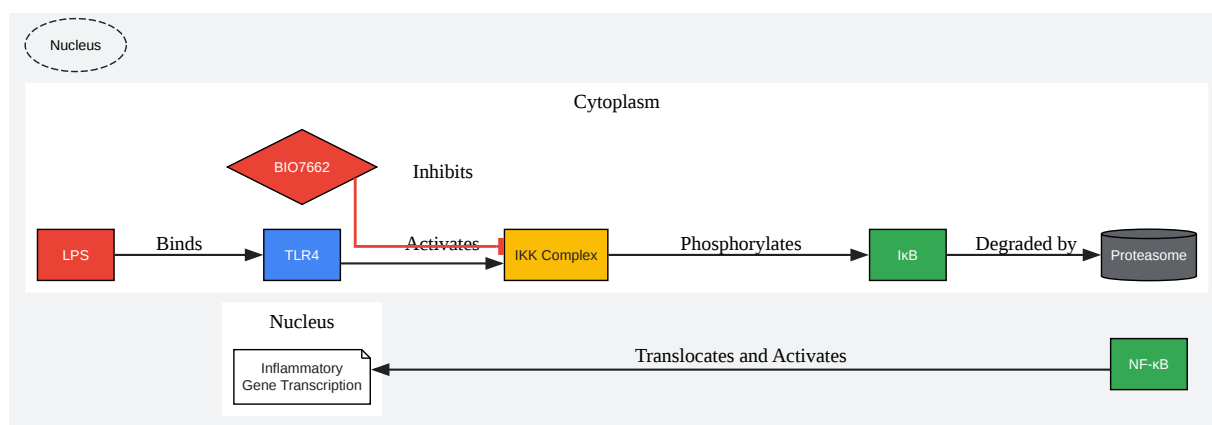 Nucleus
Cytoplasm
BIO7662
Inhibits
LPS
Binds
TLR4
Activates
IKK Complex
Phosphorylates
IκB
Degraded by
Proteasome
Nucleus
Inflammatory
Gene Transcription
Translocates and Activates
NF-κB